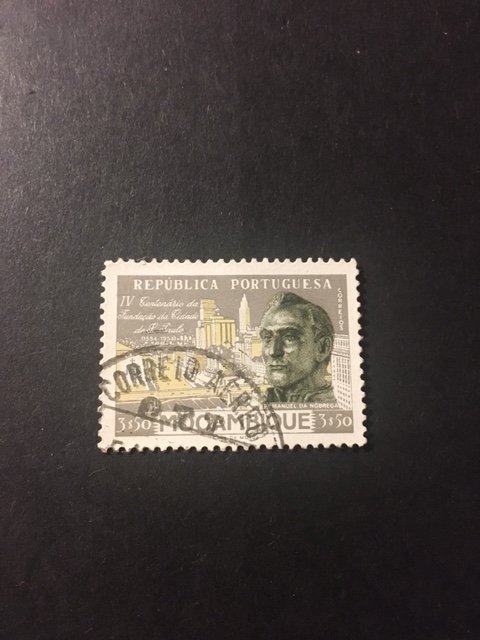 REPÚBLICA PORTUGUESA
IV Centenário da
Fundação da Cidade
de S. Paulo
1554-1954
CORREIOS
MANUEL DA NÓBREGA
CORREIO AÉREO
3$50 MOÇAMBIQUE 3$50